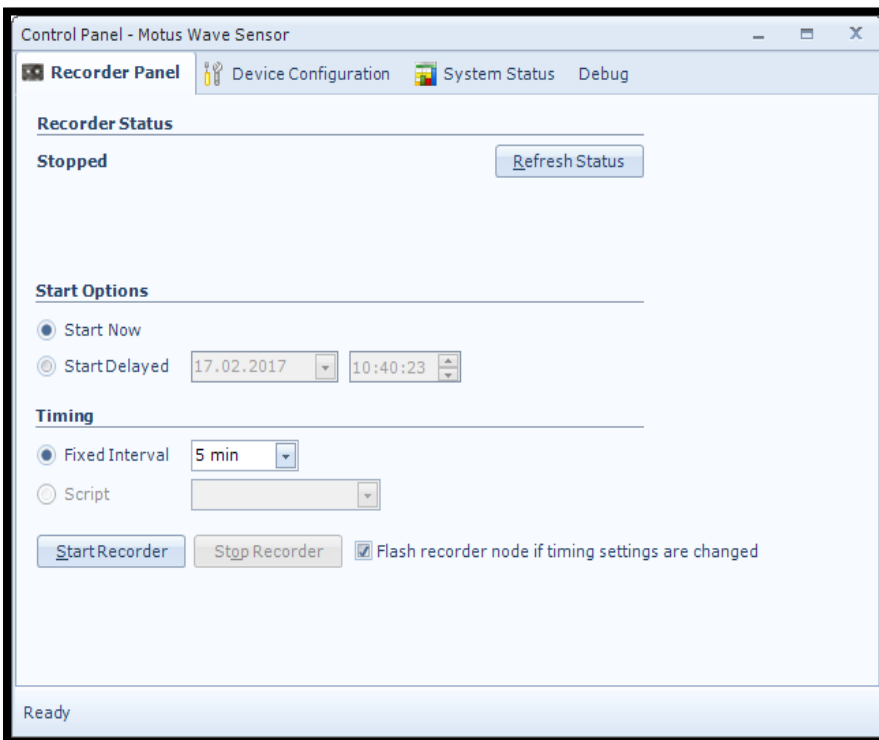 Control Panel - Motus Wave Sensor
Recorder Panel Device Configuration System Status Debug
Recorder Status
Stopped Refresh Status
Start Options
Start Now
Start Delayed 17.02.2017 10:40:23
Timing
Fixed Interval 5 min
Script
Start Recorder Stop Recorder Flash recorder node if timing settings are changed
Ready